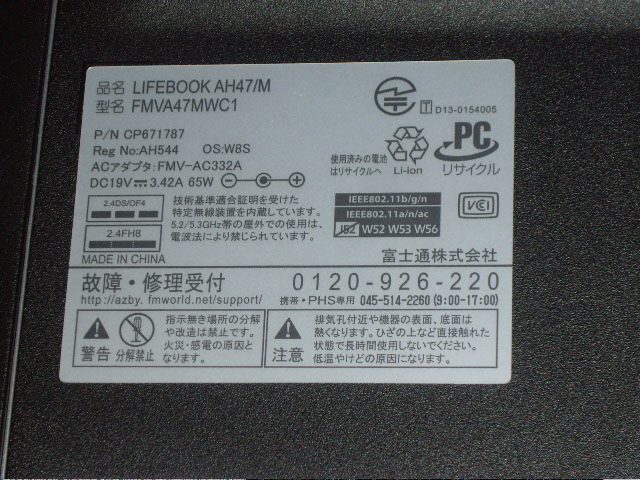 品名 LIFEBOOK AH47/M
型名 FMVA47MWC1
T D13-0154005
P/N CP671787
Reg No:AH544 OS:W8S
ACアダプタ:FMV-AC332A
DC19V 3.42A 65W
使用済みの電池
はリサイクルへ
Li-ion
PC
リサイクル
2.4DS/OF4
2.4FH8
MADE IN CHINA
技術基準適合証明を受けた
特定無線装置を内蔵しています。
5.2/5.3GHz帯の屋外での使用は、
電波法により禁じられています。
IEEE802.11b/g/n
IEEE802.11a/n/ac
J52 W52 W53 W56
VCI
富士通株式会社
故障・修理受付 0120-926-220
http://azby.fmworld.net/support/ 携帯・PHS専用 045-514-2260(9:00-17:00)
警告
分解禁止
指示無き場所の分解
や改造は禁止です。
火災・感電の原因と
なります。
注意
排気孔付近や機器の表面、底面は
熱くなります。ひざの上など直接触れた
状態で長時間使用しないでください。
低温やけどの原因となります。